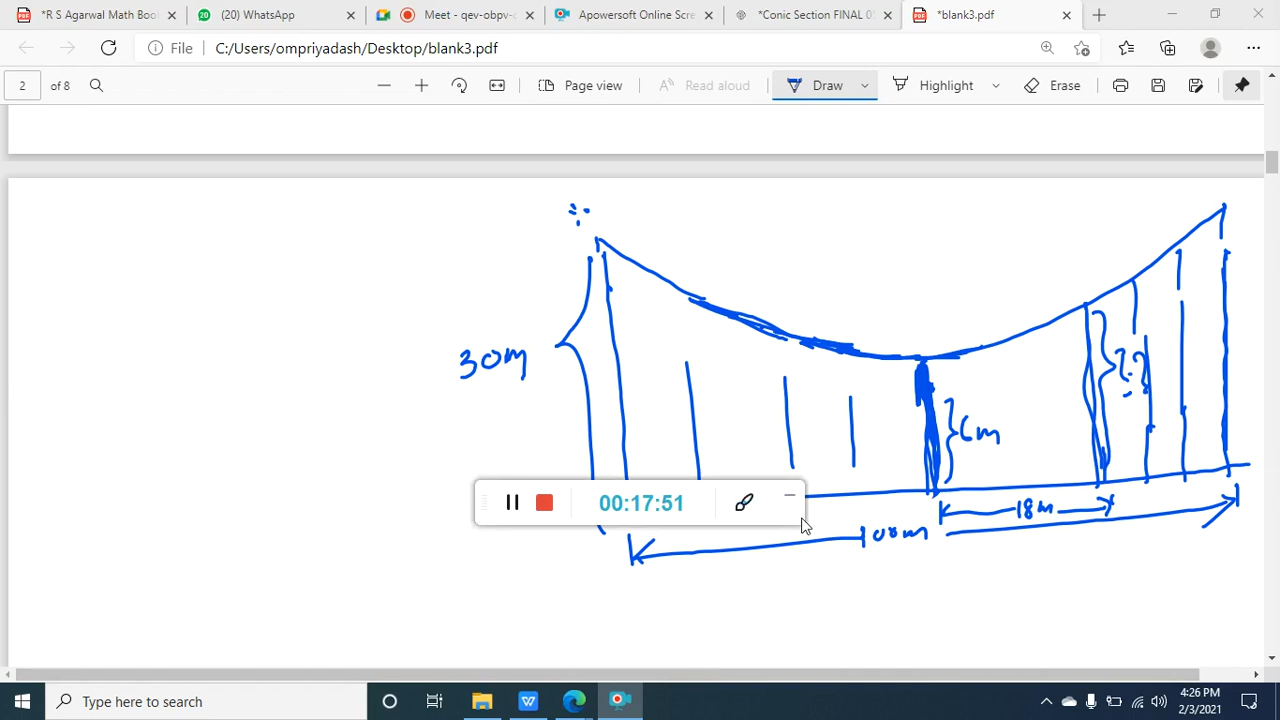 *R S Agarwal Math Boo
(20) WhatsApp
Meet - qev-obpv-c
Apowersoft Online Scre
*Conic Section FINAL 05
*blank3.pdf
File
C:/Users/ompriyadash/Desktop/blank3.pdf
2 of 8
Page view
Read aloud
Draw
Highlight
Erase
30m
??
6m
00:17:51
18m
100m
Type here to search
4:26 PM
2/3/2021